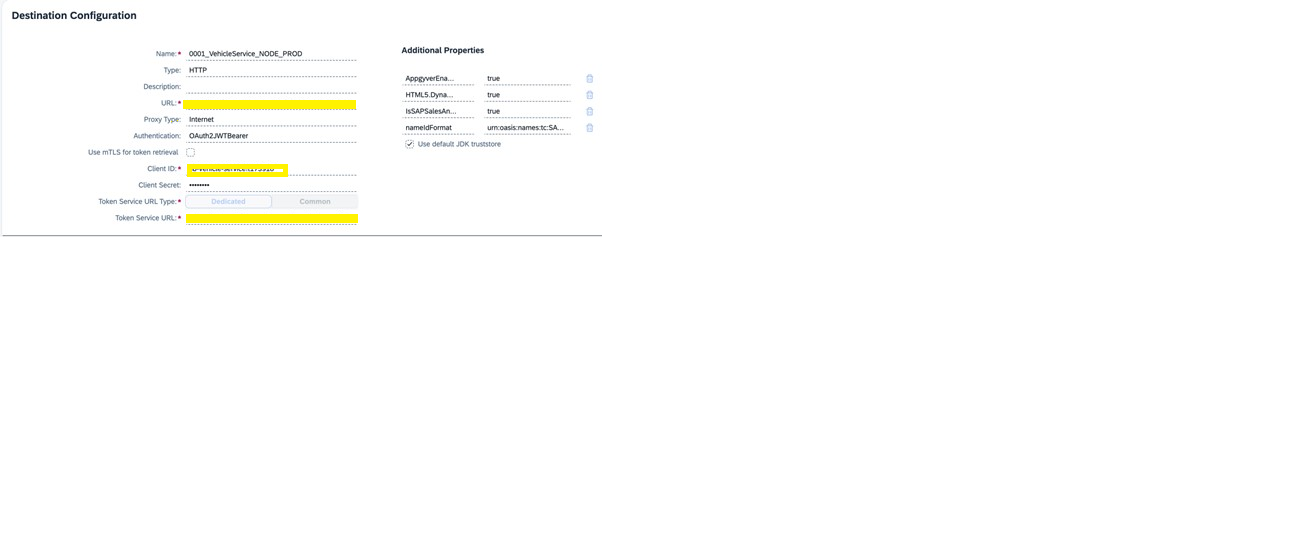 Destination Configuration
Name:* 0001_VehicleService_NODE_PROD
Type: HTTP
Description:
URL:*
Proxy Type: Internet
Authentication: OAuth2JWTBearer
Use mTLS for token retrieval
Client ID:*
Client Secret: ••••••••
Token Service URL Type:* Dedicated Common
Token Service URL:*
Additional Properties
AppgyverEna... true
HTML5.Dyna... true
IsSAPSalesAn... true
nameIdFormat urn:oasis:names:tc:SA...
Use default JDK truststore